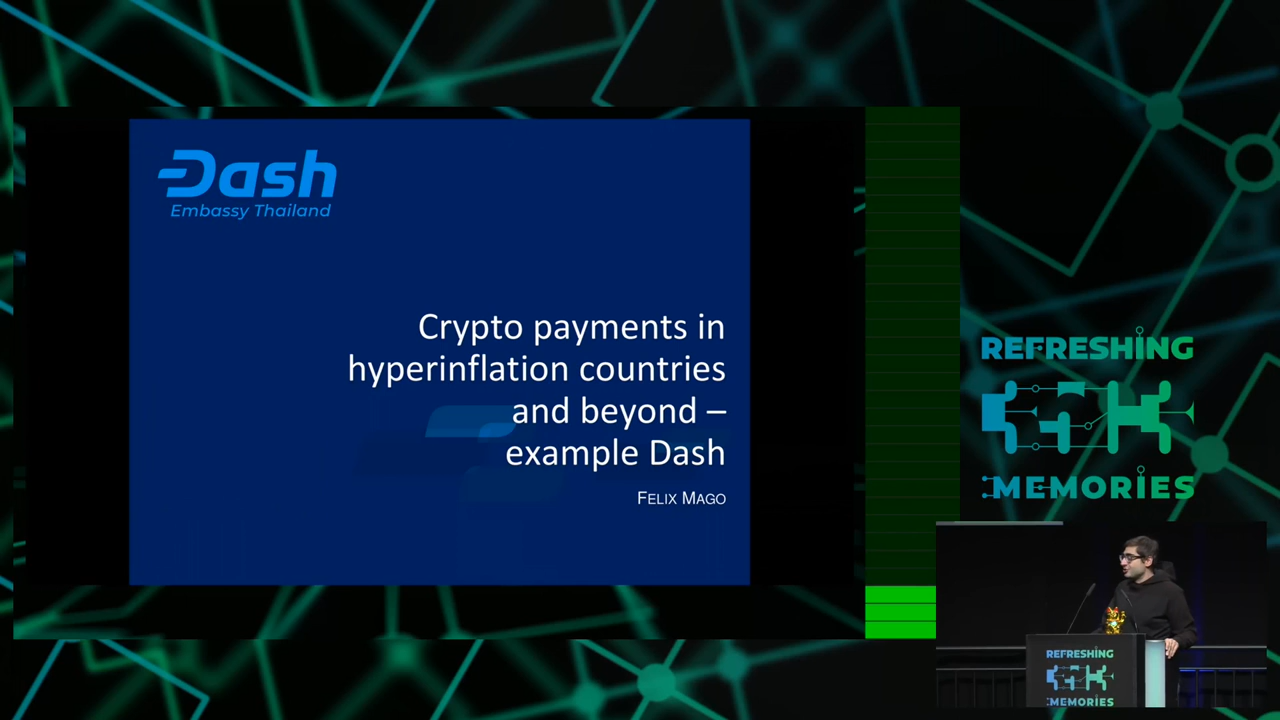 Dash
Embassy Thailand
Crypto payments in
hyperinflation countries
and beyond –
example Dash
FELIX MAGO
REFRESHING
MEMORIES
REFRESHING
MEMORIES